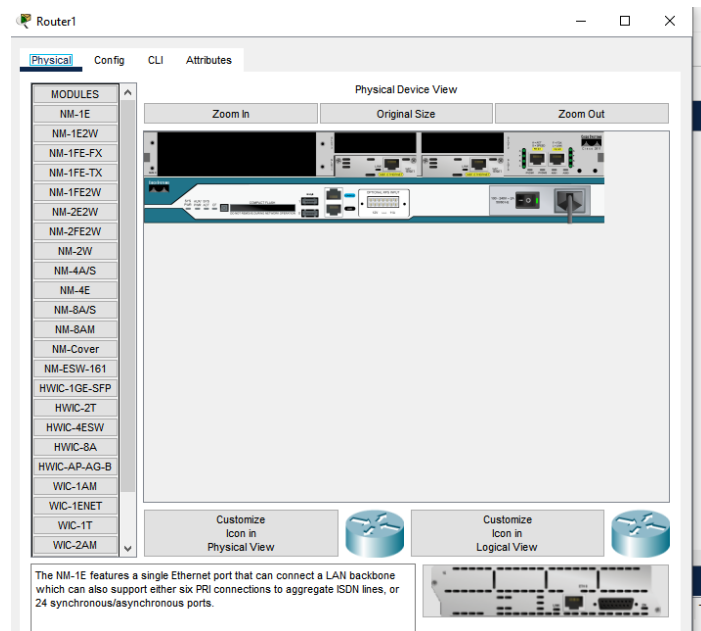 Router1
Physical
Config
CLI
Attributes
MODULES
NM-1E
NM-1E2W
NM-1FE-FX
NM-1FE-TX
NM-1FE2W
NM-2E2W
NM-2FE2W
NM-2W
NM-4A/S
NM-4E
NM-8A/S
NM-8AM
NM-Cover
NM-ESW-161
HWIC-1GE-SFP
HWIC-2T
HWIC-4ESW
HWIC-8A
HWIC-AP-AG-B
WIC-1AM
WIC-1ENET
WIC-1T
WIC-2AM
Physical Device View
Zoom In
Original Size
Zoom Out
Customize
Icon in
Physical View
Customize
Icon in
Logical View
The NM-1E features a single Ethernet port that can connect a LAN backbone
which can also support either six PRI connections to aggregate ISDN lines, or
24 synchronous/asynchronous ports.